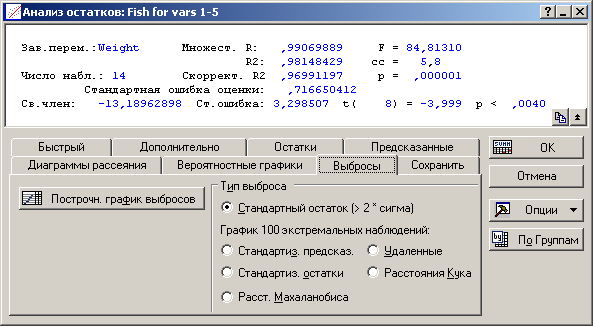 Анализ остатков: Fish for vars 1-5
Зав.перем.:Weight Множест. R: ,99069889 F = 84,81310
R2: ,98148429 сс = 5,8
Число набл.: 14 Скоррект. R2 ,96991197 p = ,000001
Стандартная ошибка оценки: ,716650412
Св.член: -13,18962898 Ст.ошибка: 3,298507 t( 8) = -3,999 p < ,0040
Быстрый Дополнительно Остатки Предсказанные
Диаграммы рассеяния Вероятностные графики Выбросы Сохранить
Построчн. график выбросов
Тип выброса
Стандартный остаток (> 2 * сигма)
График 100 экстремальных наблюдений:
Стандартиз. предсказ. Удаленные
Стандартиз. остатки Расстояния Кука
Расст. Махаланобиса
SUMM OK
Отмена
Опции
by По Группам